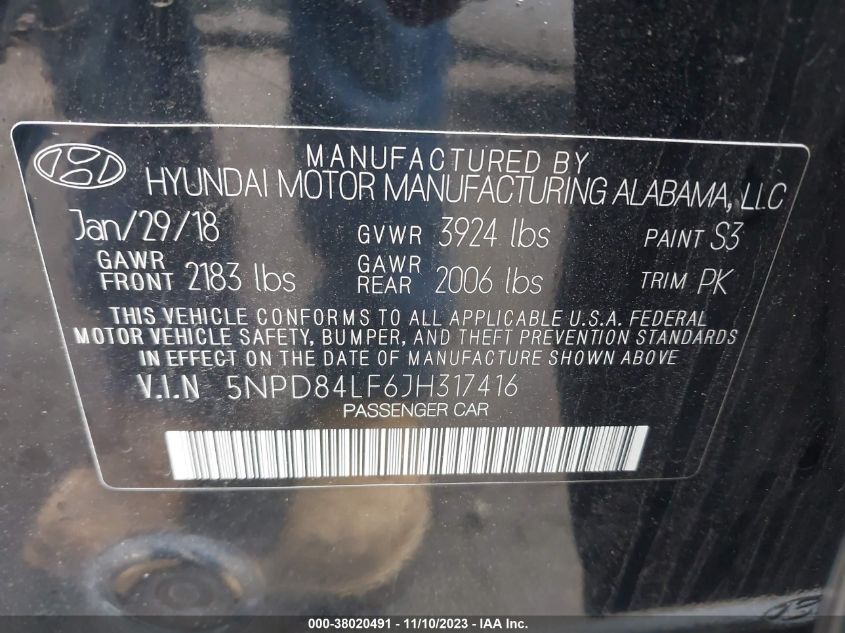 MANUFACTURED BY
HYUNDAI MOTOR MANUFACTURING ALABAMA, LLC
Jan/29/18 GVWR 3924 lbs PAINT S3
GAWR FRONT 2183 lbs GAWR REAR 2006 lbs TRIM PK
THIS VEHICLE CONFORMS TO ALL APPLICABLE U.S.A. FEDERAL
MOTOR VEHICLE SAFETY, BUMPER, AND THEFT PREVENTION STANDARDS
IN EFFECT ON THE DATE OF MANUFACTURE SHOWN ABOVE
V.I.N 5NPD84LF6JH317416
PASSENGER CAR
000-38020491 - 11/10/2023 - IAA Inc.